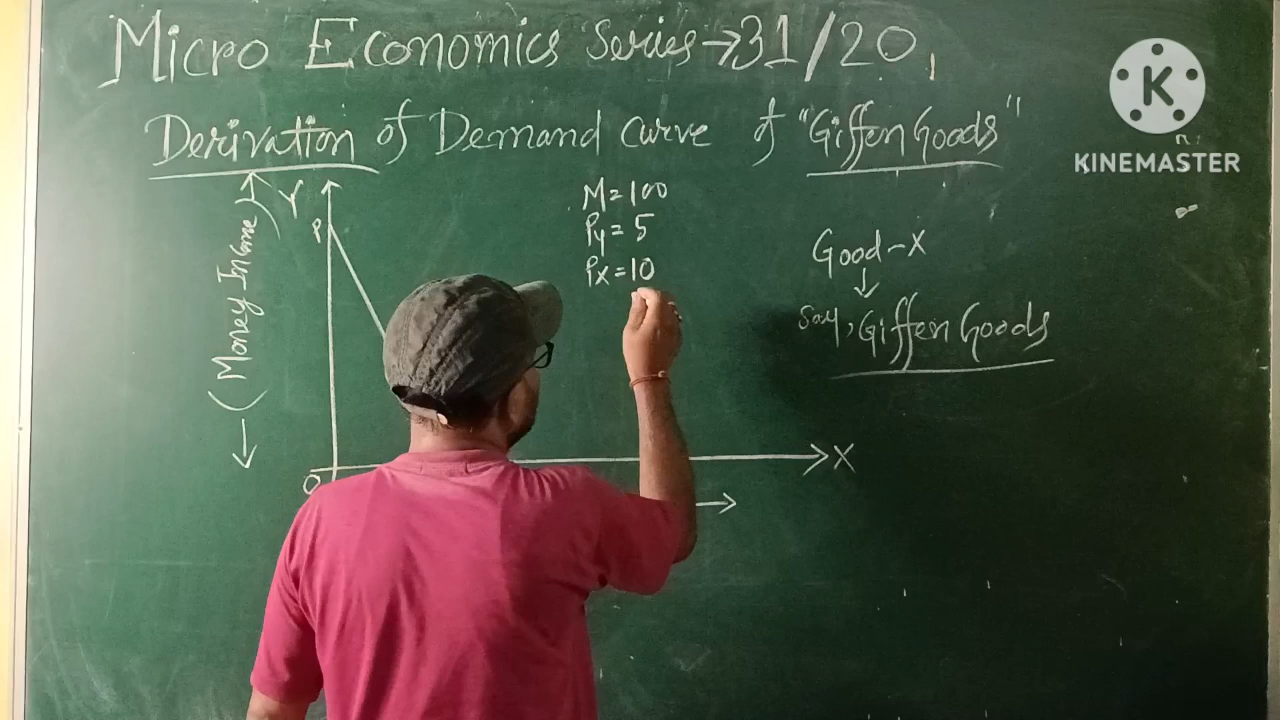 Micro Economics Series → 31/20
Derivation of Demand Curve of "Giffen Goods"
Y
P
(Money Income)
O
X
M = 100
Py = 5
Px = 10
Good-X
↓
Say, Giffen Goods
K
KINEMASTER